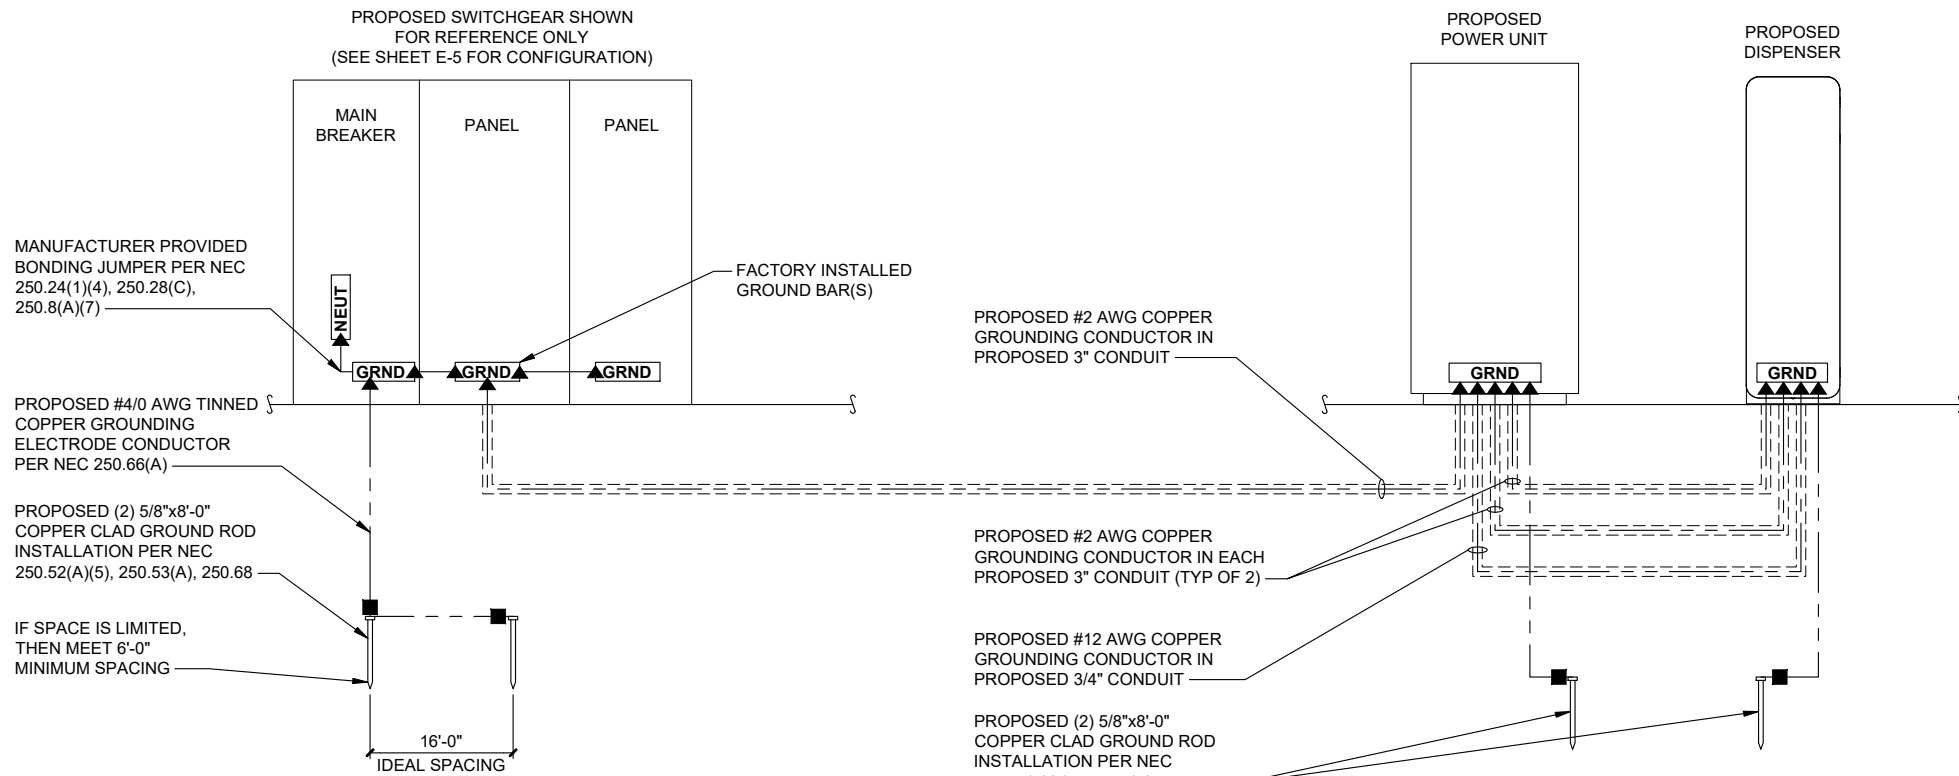 PROPOSED SWITCHGEAR SHOWN
FOR REFERENCE ONLY
(SEE SHEET E-5 FOR CONFIGURATION)
PROPOSED
POWER UNIT
PROPOSED
DISPENSER
MAIN
BREAKER
PANEL
PANEL
MANUFACTURER PROVIDED
BONDING JUMPER PER NEC
250.24(1)(4), 250.28(C),
250.8(A)(7)
NEUT
FACTORY INSTALLED
GROUND BAR(S)
GRND
GRND
GRND
GRND
GRND
PROPOSED #2 AWG COPPER
GROUNDING CONDUCTOR IN
PROPOSED 3" CONDUIT
PROPOSED #4/0 AWG TINNED
COPPER GROUNDING
ELECTRODE CONDUCTOR
PER NEC 250.66(A)
PROPOSED (2) 5/8"x8'-0"
COPPER CLAD GROUND ROD
INSTALLATION PER NEC
250.52(A)(5), 250.53(A), 250.68
PROPOSED #2 AWG COPPER
GROUNDING CONDUCTOR IN EACH
PROPOSED 3" CONDUIT (TYP OF 2)
IF SPACE IS LIMITED,
THEN MEET 6'-0"
MINIMUM SPACING
PROPOSED #12 AWG COPPER
GROUNDING CONDUCTOR IN
PROPOSED 3/4" CONDUIT
16'-0"
IDEAL SPACING
PROPOSED (2) 5/8"x8'-0"
COPPER CLAD GROUND ROD
INSTALLATION PER NEC